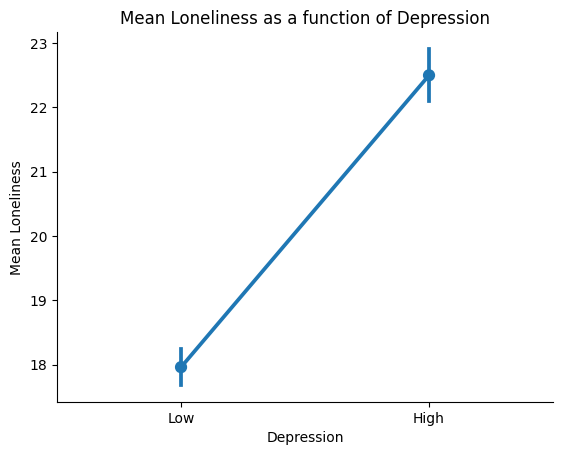 Mean Loneliness as a function of Depression
Mean Loneliness
23
22
21
20
19
18
Low High
Depression